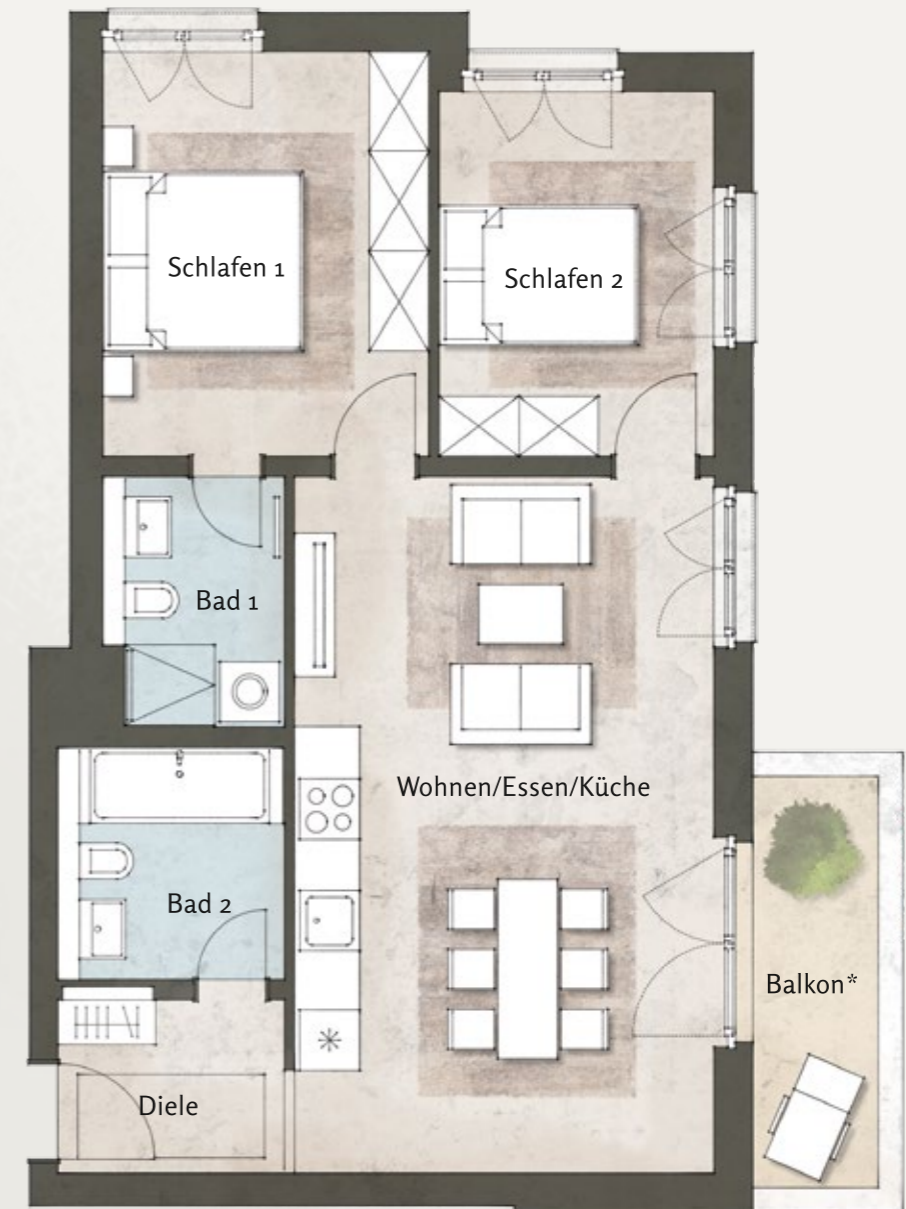 Schlafen 1
Schlafen 2
Bad 1
Wohnen/Essen/Küche
Bad 2
Balkon*
Diele